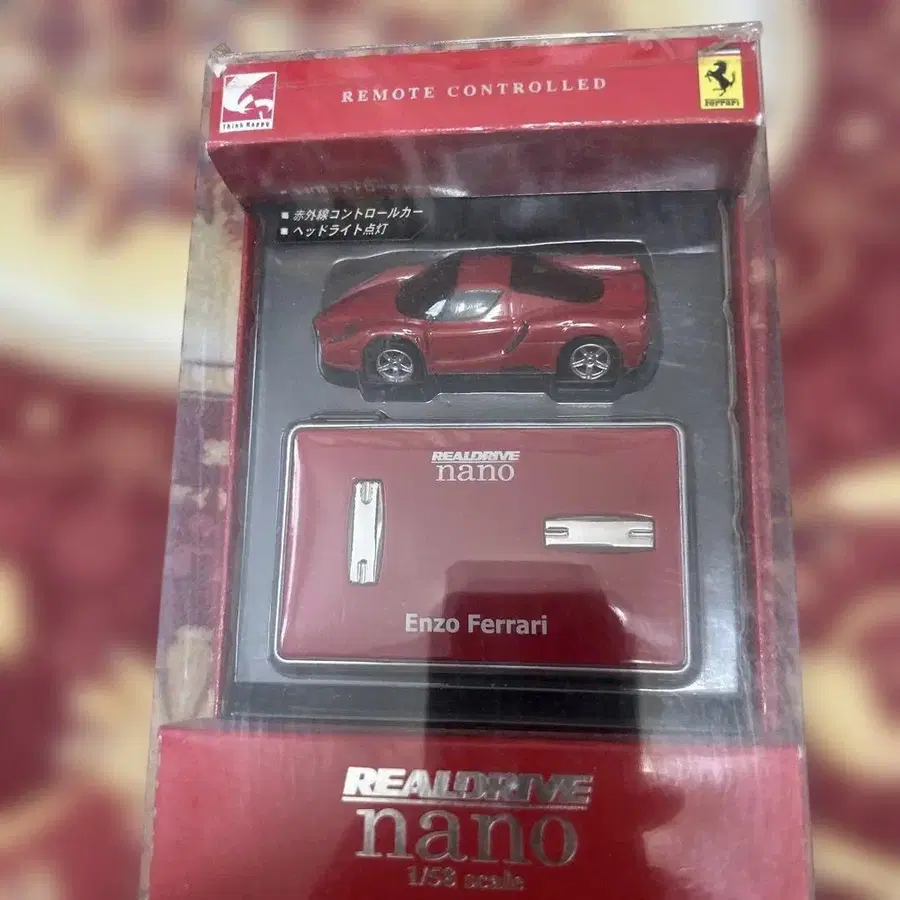 REMOTE CONTROLLED
Think Happy
Ferrari
■ 赤外線コントロールカー
■ ヘッドライト点灯
REALDRIVE
nano
Enzo Ferrari
REALDRIVE
nano
1/58 scale